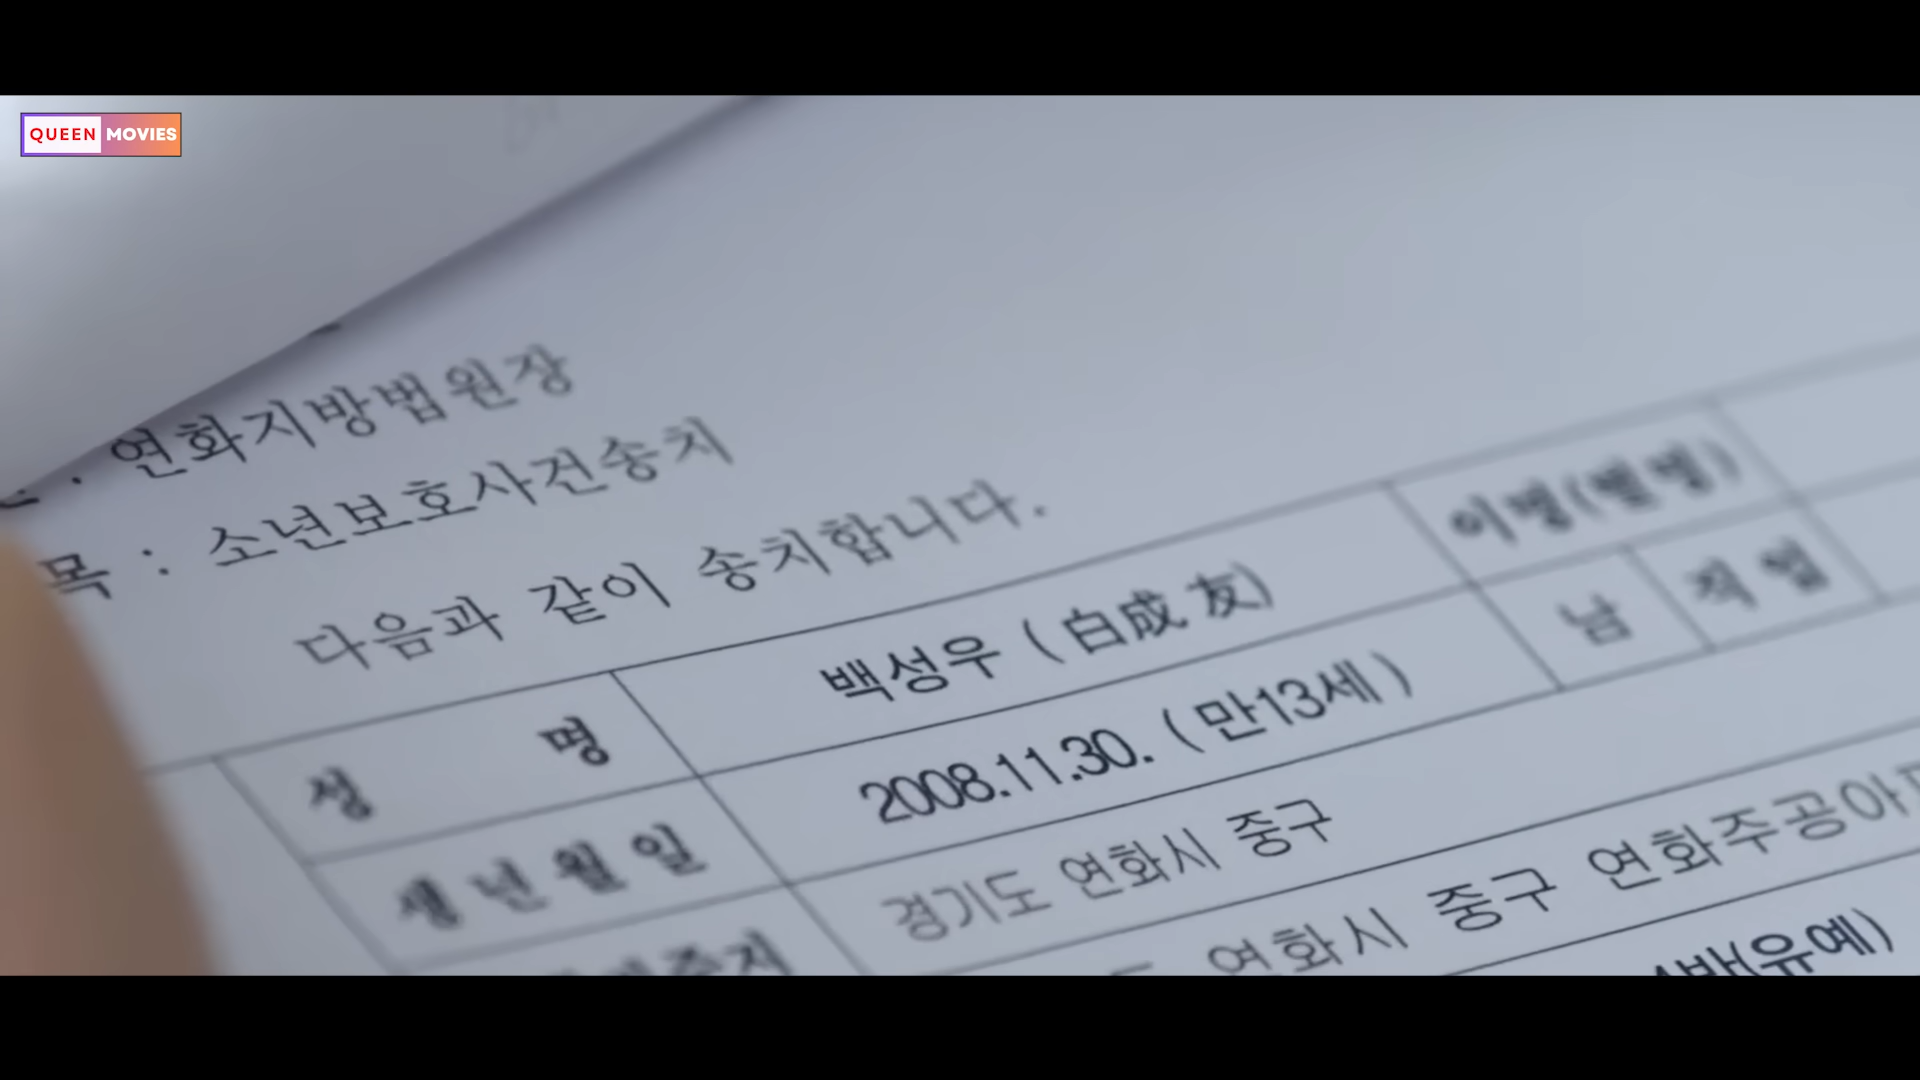 QUEEN MOVIES
연화지방법원장
목 : 소년보호사건송치
다음과 같이 송치합니다.
성 명 백성우 ( 白成友) 이명(별명)
생년월일 2008.11.30. ( 만13세 ) 남 직업
경기도 연화시 중구
연화시 중구 연화주공아
(유예)